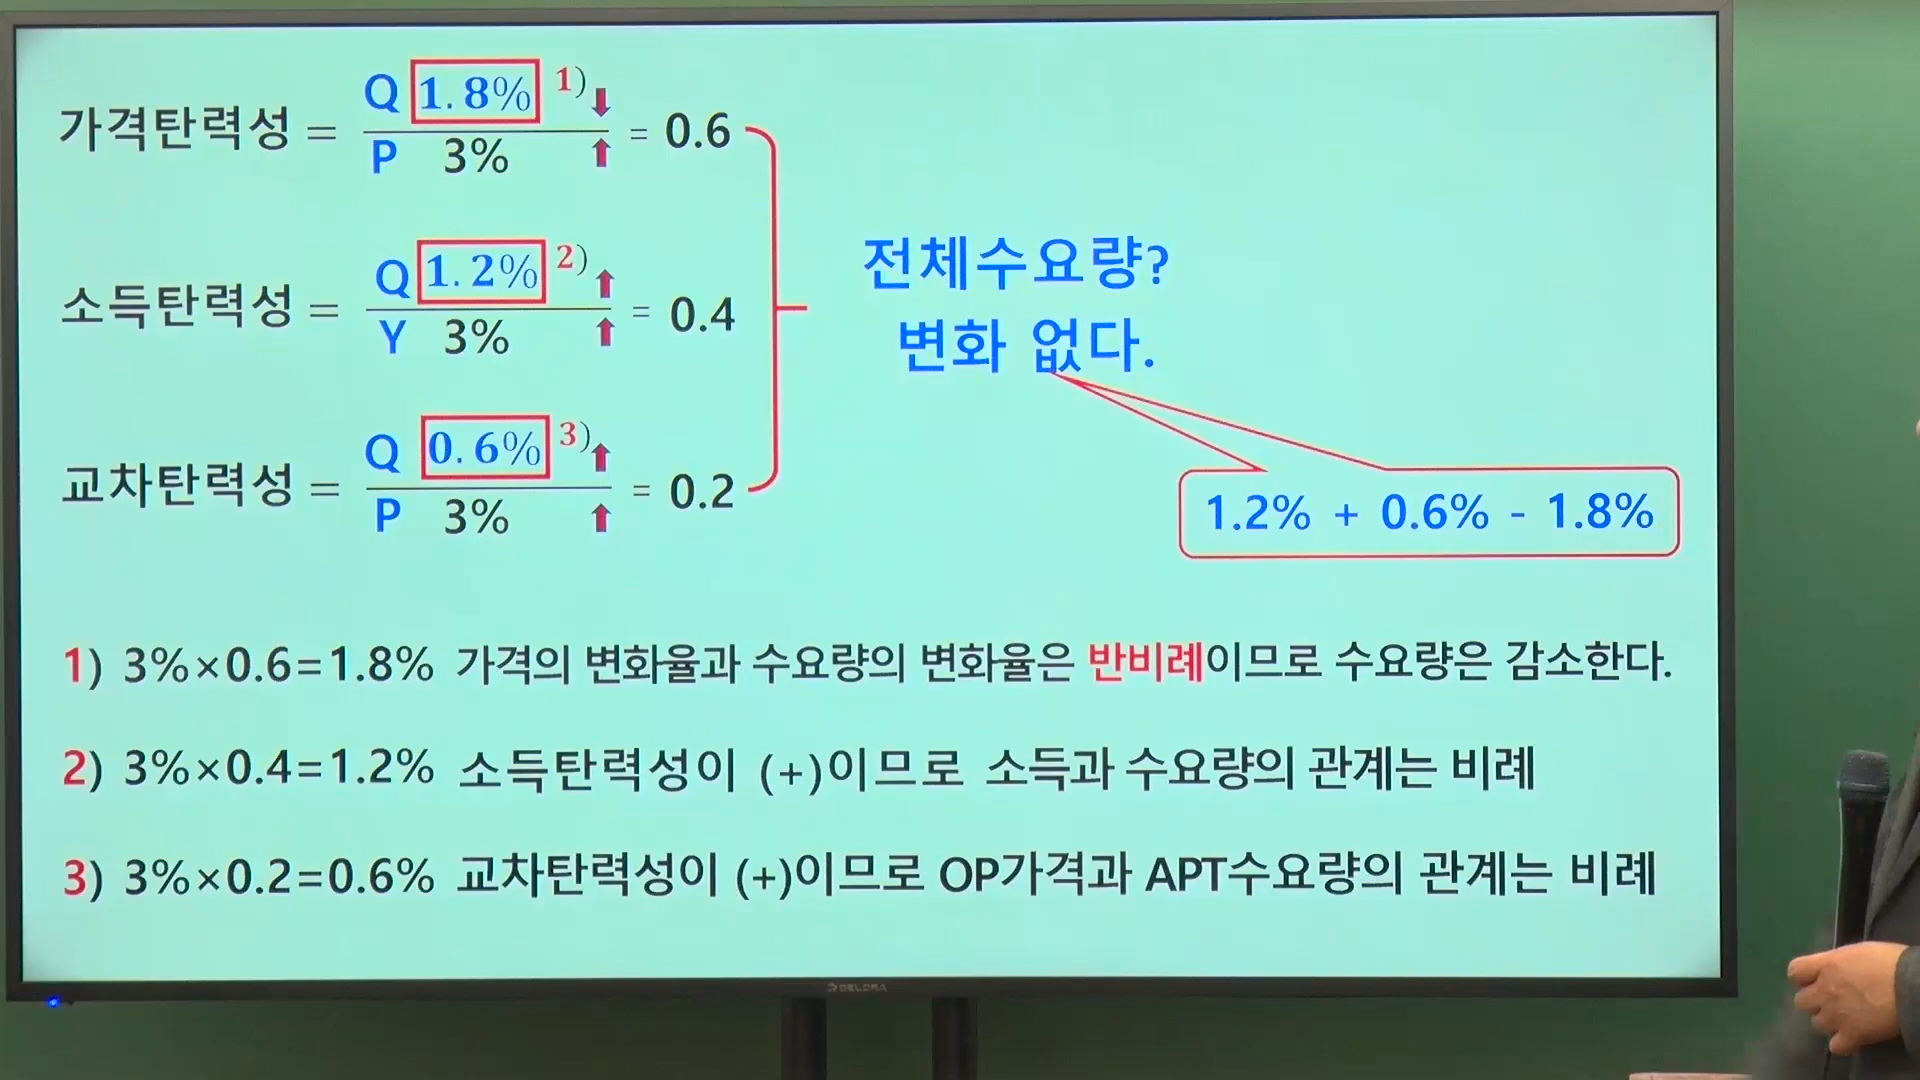 가격탄력성 = Q 1.8% 1) ↓ / P 3% ↑ = 0.6
소득탄력성 = Q 1.2% 2) ↑ / Y 3% ↑ = 0.4
교차탄력성 = Q 0.6% 3) ↑ / P 3% ↑ = 0.2
전체수요량?
변화 없다.
1.2% + 0.6% - 1.8%
1) 3%×0.6=1.8% 가격의 변화율과 수요량의 변화율은 반비례이므로 수요량은 감소한다.
2) 3%×0.4=1.2% 소득탄력성이 (+)이므로 소득과 수요량의 관계는 비례
3) 3%×0.2=0.6% 교차탄력성이 (+)이므로 OP가격과 APT수요량의 관계는 비례